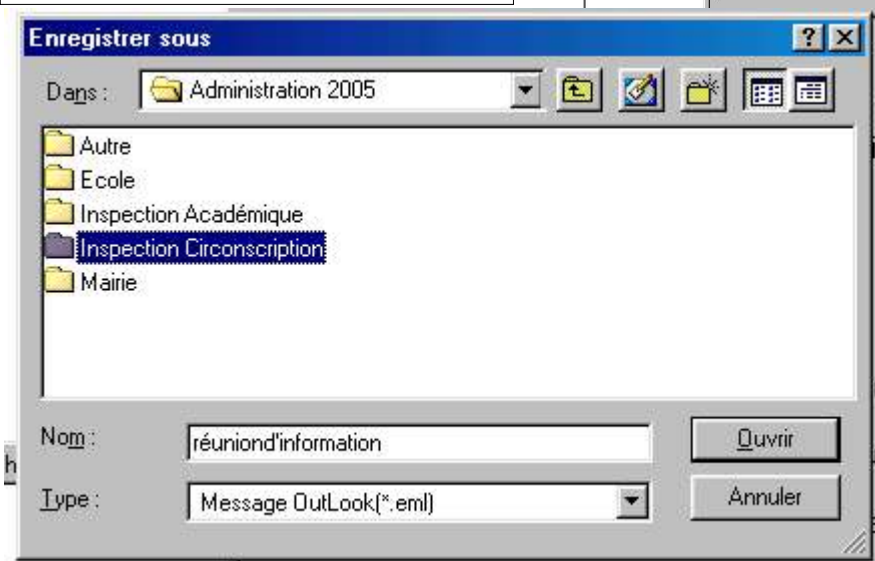 Enregistrer sous
Dans :
Administration 2005
Autre
Ecole
Inspection Académique
Inspection Circonscription
Mairie
Nom :
réuniond'information
Ouvrir
Type :
Message OutLook(*.eml)
Annuler
h